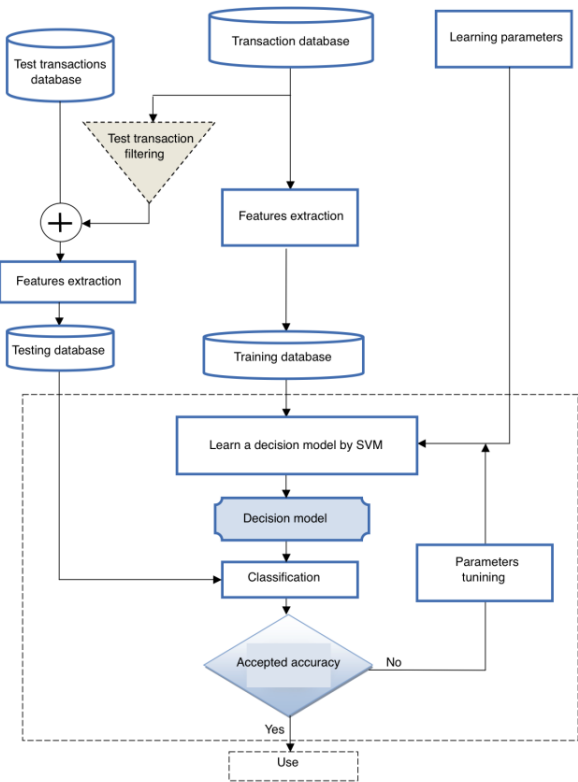 Test transactions
database
Transaction database
Learning parameters
Test transaction
filtering
Features extraction
Features extraction
Testing database
Training database
Learn a decision model by SVM
Decision model
Classification
Parameters
tunining
Accepted accuracy
No
Yes
Use